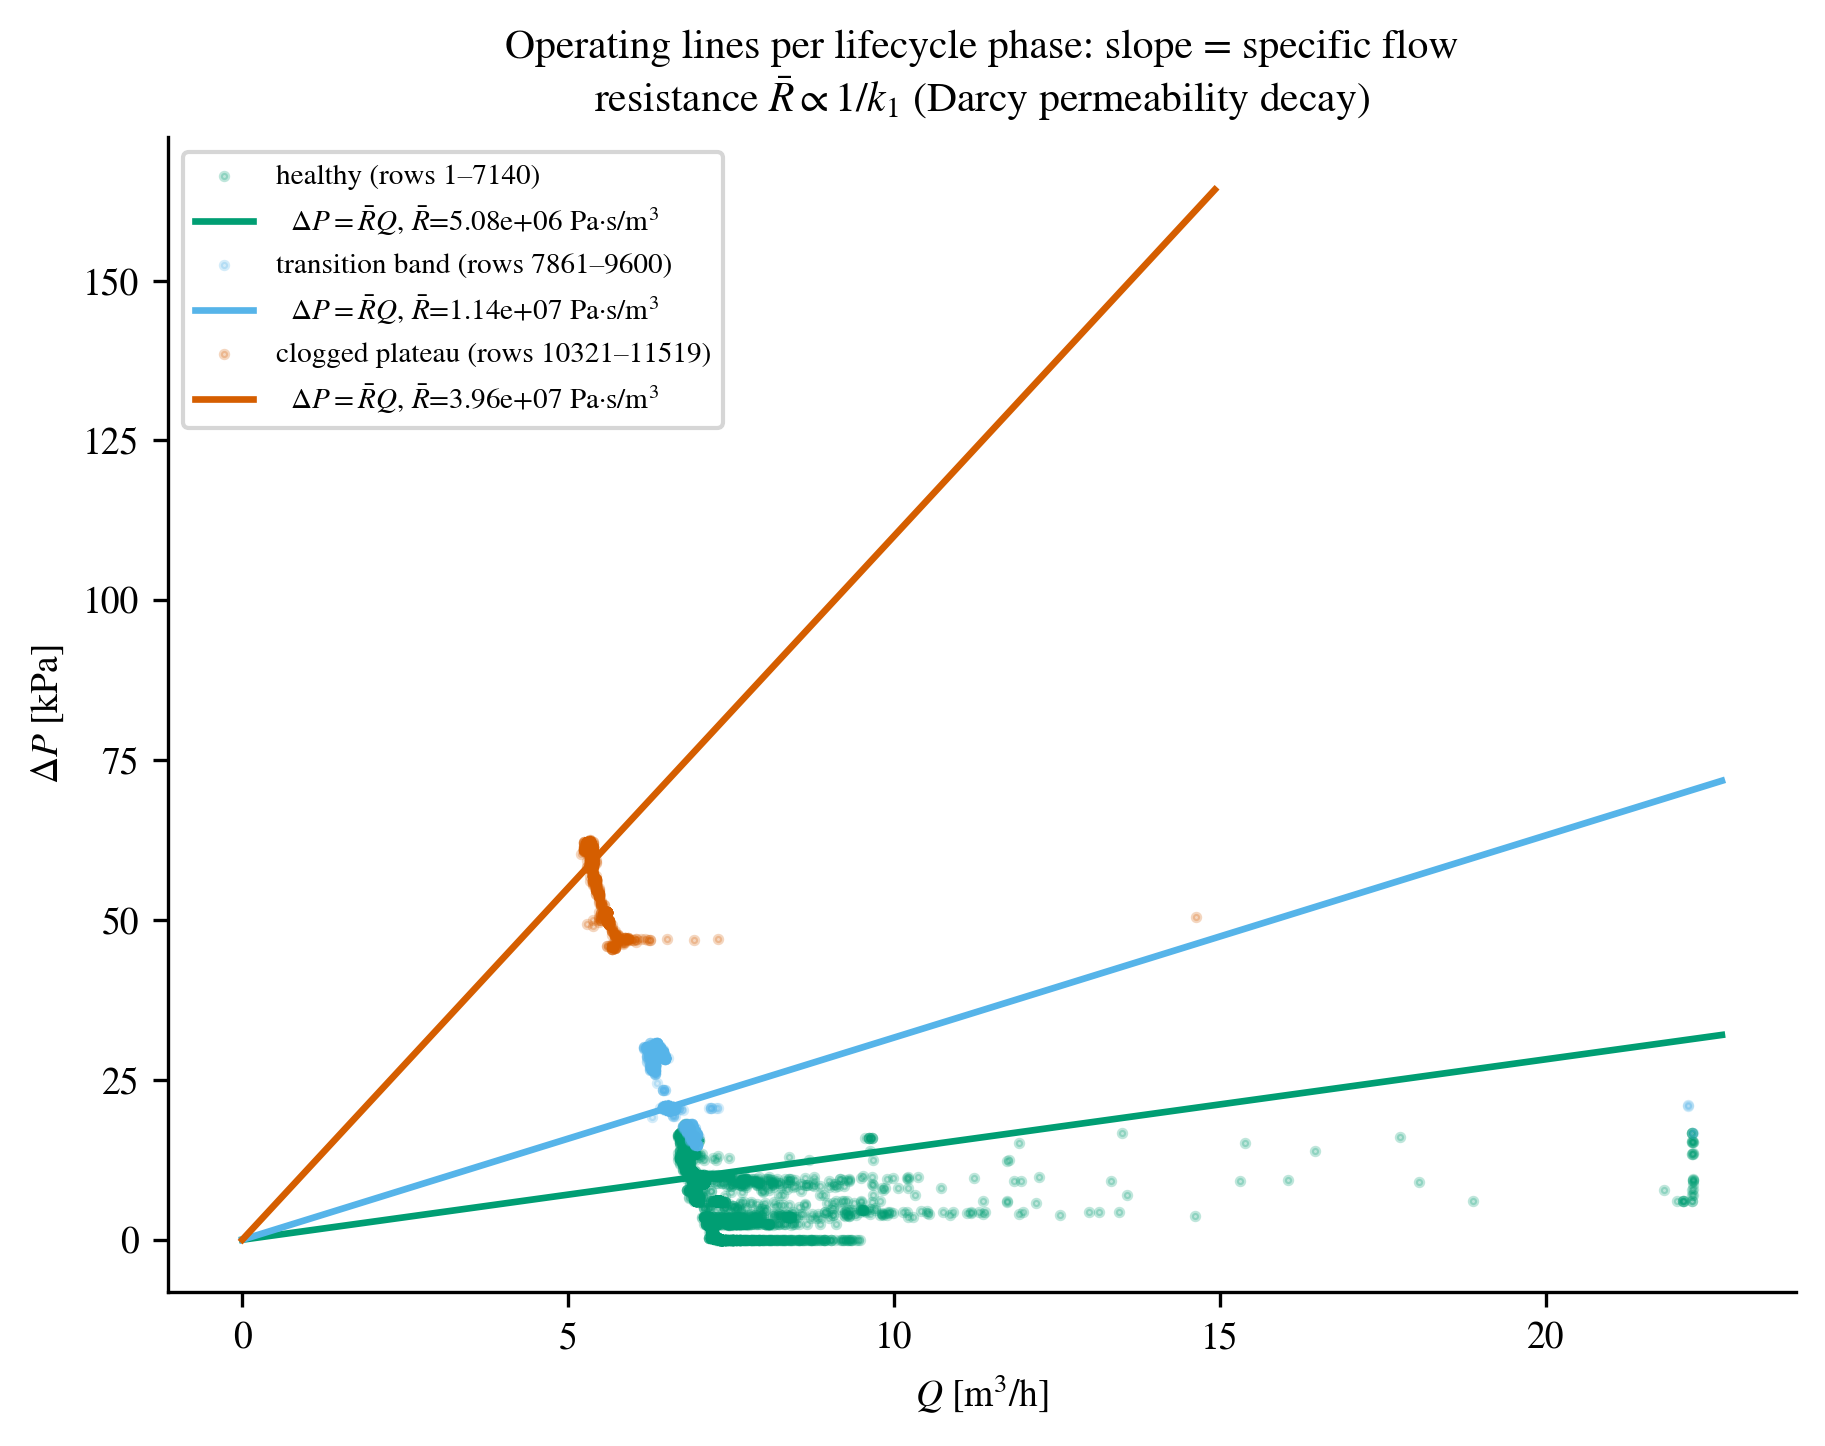 Operating lines per lifecycle phase: slope = specific flow
resistance R̄ ∝ 1/k₁ (Darcy permeability decay)
healthy (rows 1–7140)
ΔP = R̄Q, R̄=5.08e+06 Pa·s/m³
transition band (rows 7861–9600)
ΔP = R̄Q, R̄=1.14e+07 Pa·s/m³
clogged plateau (rows 10321–11519)
ΔP = R̄Q, R̄=3.96e+07 Pa·s/m³
150
125
100
75
50
25
0
ΔP [kPa]
0 5 10 15 20
Q [m³/h]